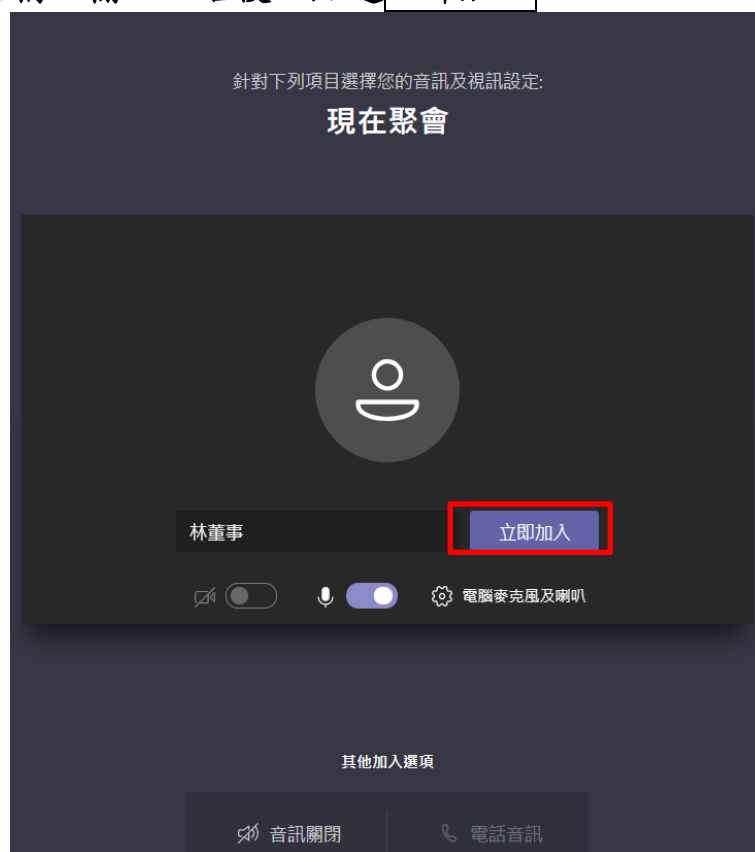 針對下列項目選擇您的音訊及視訊設定:
現在聚會
林董事
立即加入
電腦麥克風及喇叭
其他加入選項
音訊關閉
電話音訊